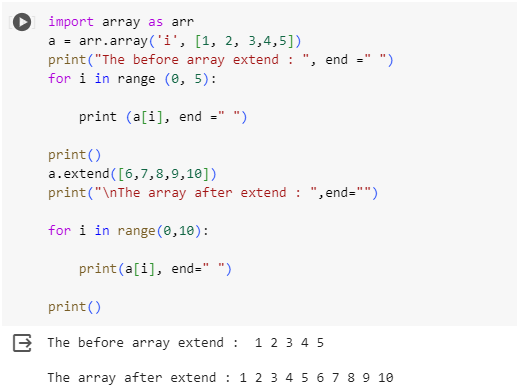 import array as arr
a = arr.array('i', [1, 2, 3,4,5])
print("The before array extend : ", end =" ")
for i in range (0, 5):
    print (a[i], end =" ")
print()
a.extend([6,7,8,9,10])
print("\nThe array after extend : ",end="")
for i in range(0,10):
    print(a[i], end=" ")
print()
The before array extend :  1 2 3 4 5
The array after extend : 1 2 3 4 5 6 7 8 9 10